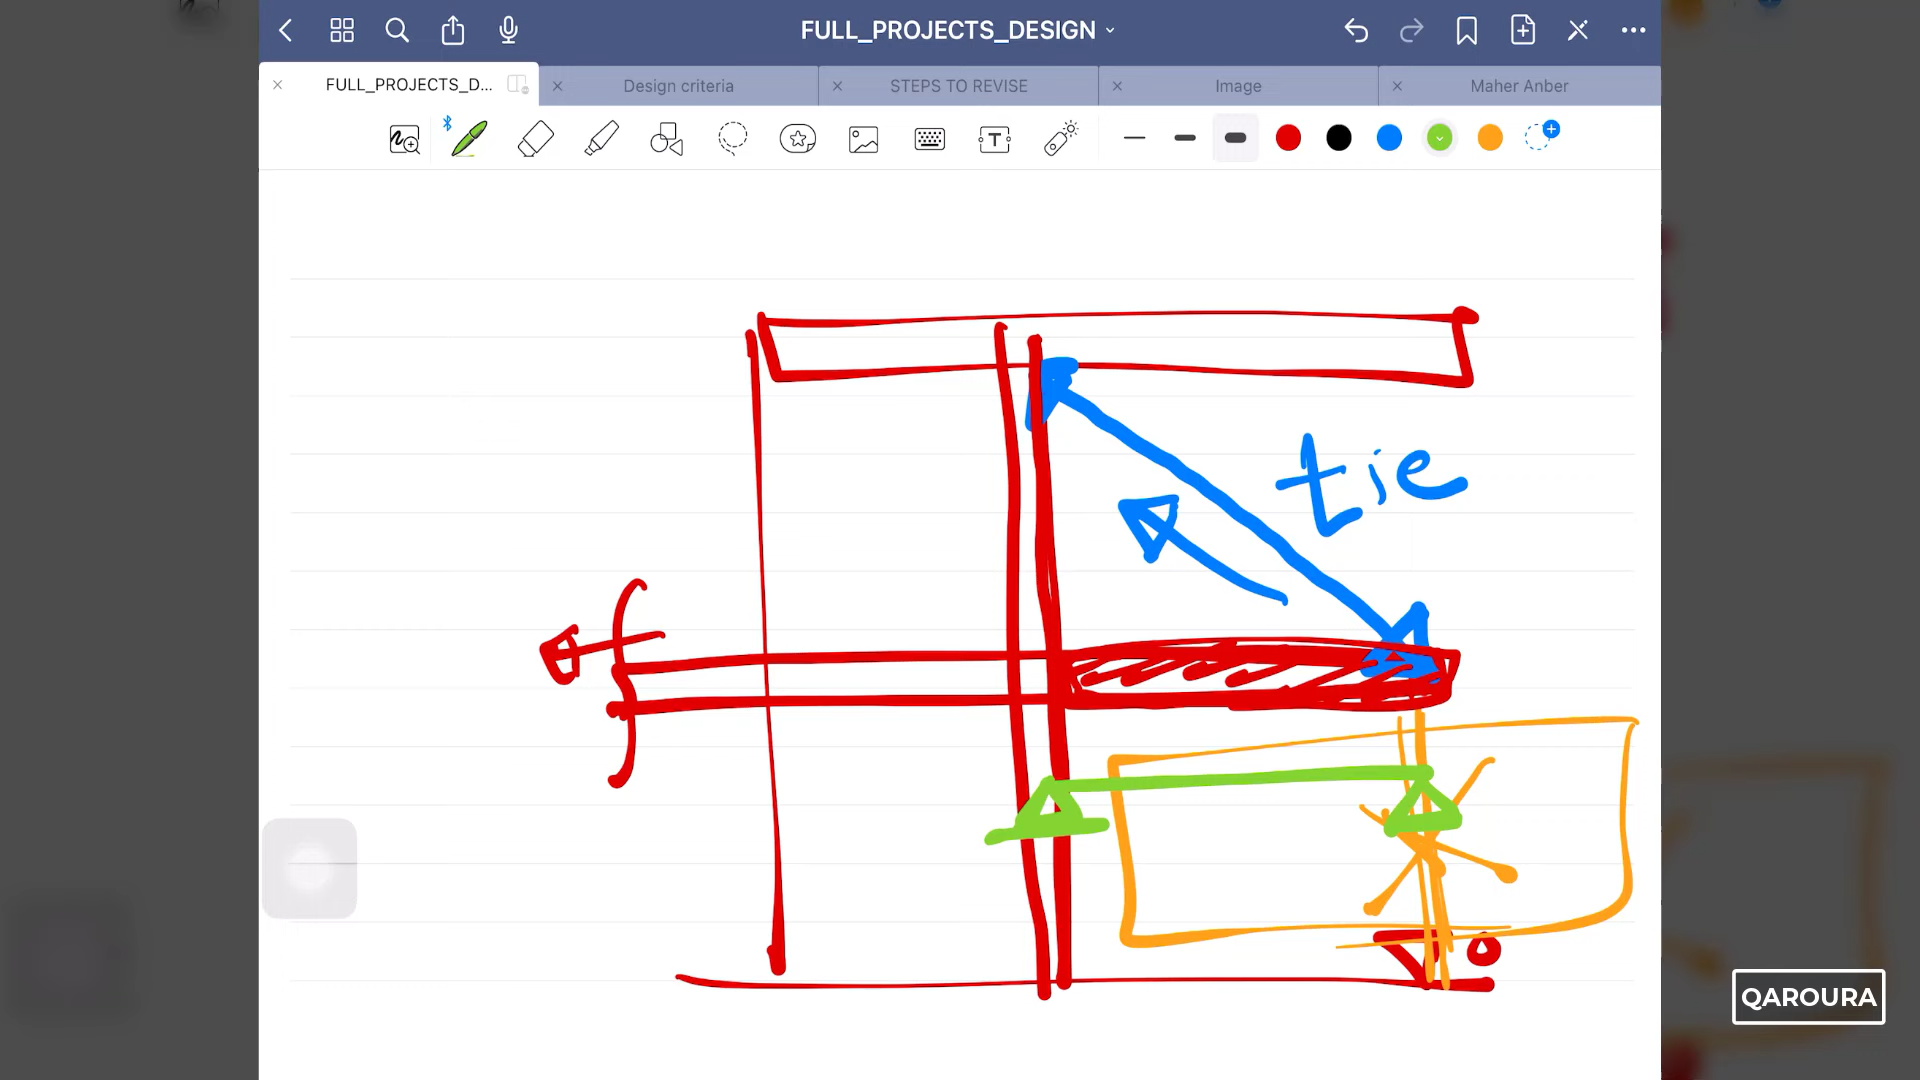 FULL_PROJECTS_DESIGN
FULL_PROJECTS_D...
Design criteria
STEPS TO REVISE
Image
Maher Anber
T
tie
QAROURA